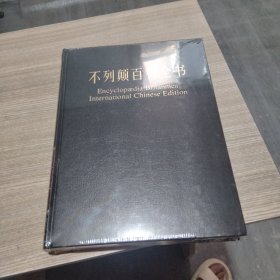 不列颠百科全书
Encyclopædia Britannica
International Chinese Edition